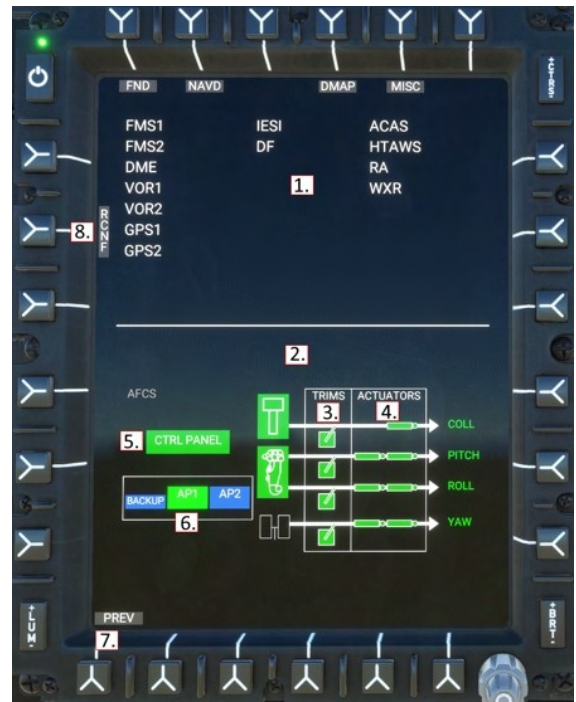 +CTRS-
FND NAVD DMAP MISC
FMS1 IESI ACAS
FMS2 DF HTAWS
DME RA
1.
VOR1 WXR
VOR2
8. RCNF
GPS1
GPS2
2.
AFCS TRIMS ACTUATORS
3. 4.
COLL
5. CTRL PANEL
PITCH
BACKUP AP1 AP2 ROLL
6.
YAW
+LUM-
PREV
+BRT-
7.